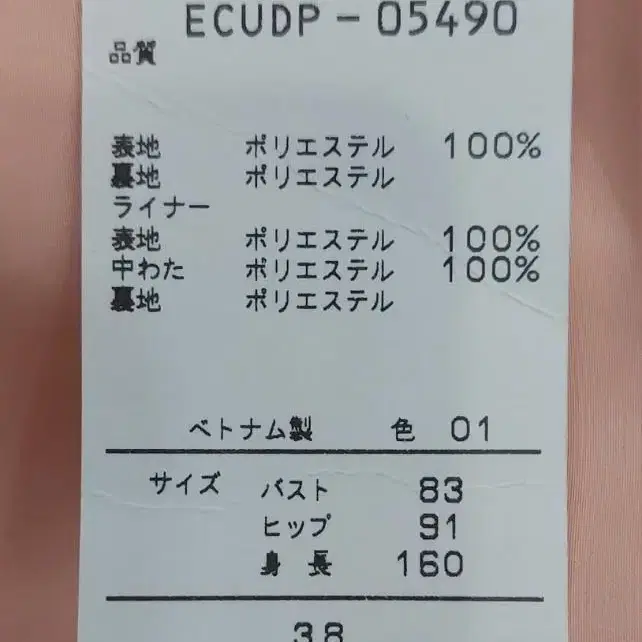 ECUDP-05490
品質
表地 ポリエステル 100%
裏地 ポリエステル
ライナー
表地 ポリエステル 100%
中わた ポリエステル 100%
裏地 ポリエステル
ベトナム製 色 01
サイズ バスト 83
ヒップ 91
身長 160
38